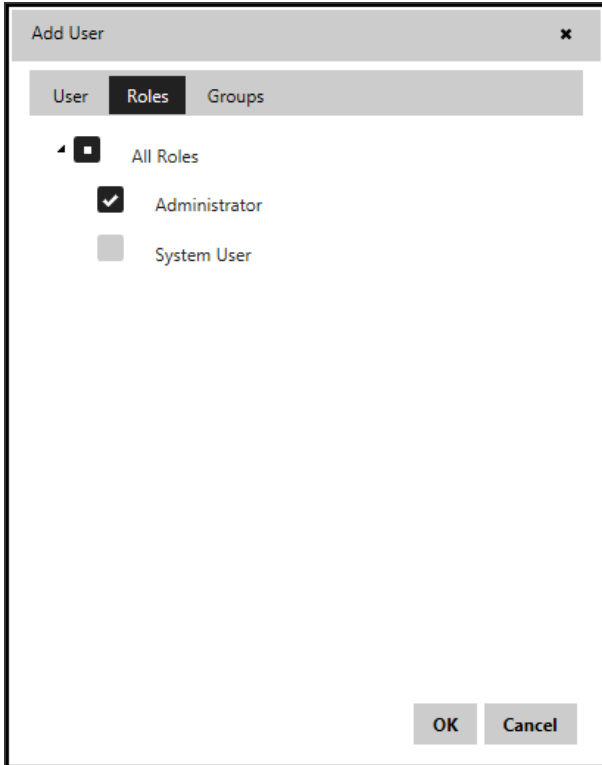 Add User
User Roles Groups
All Roles
Administrator
System User
OK Cancel